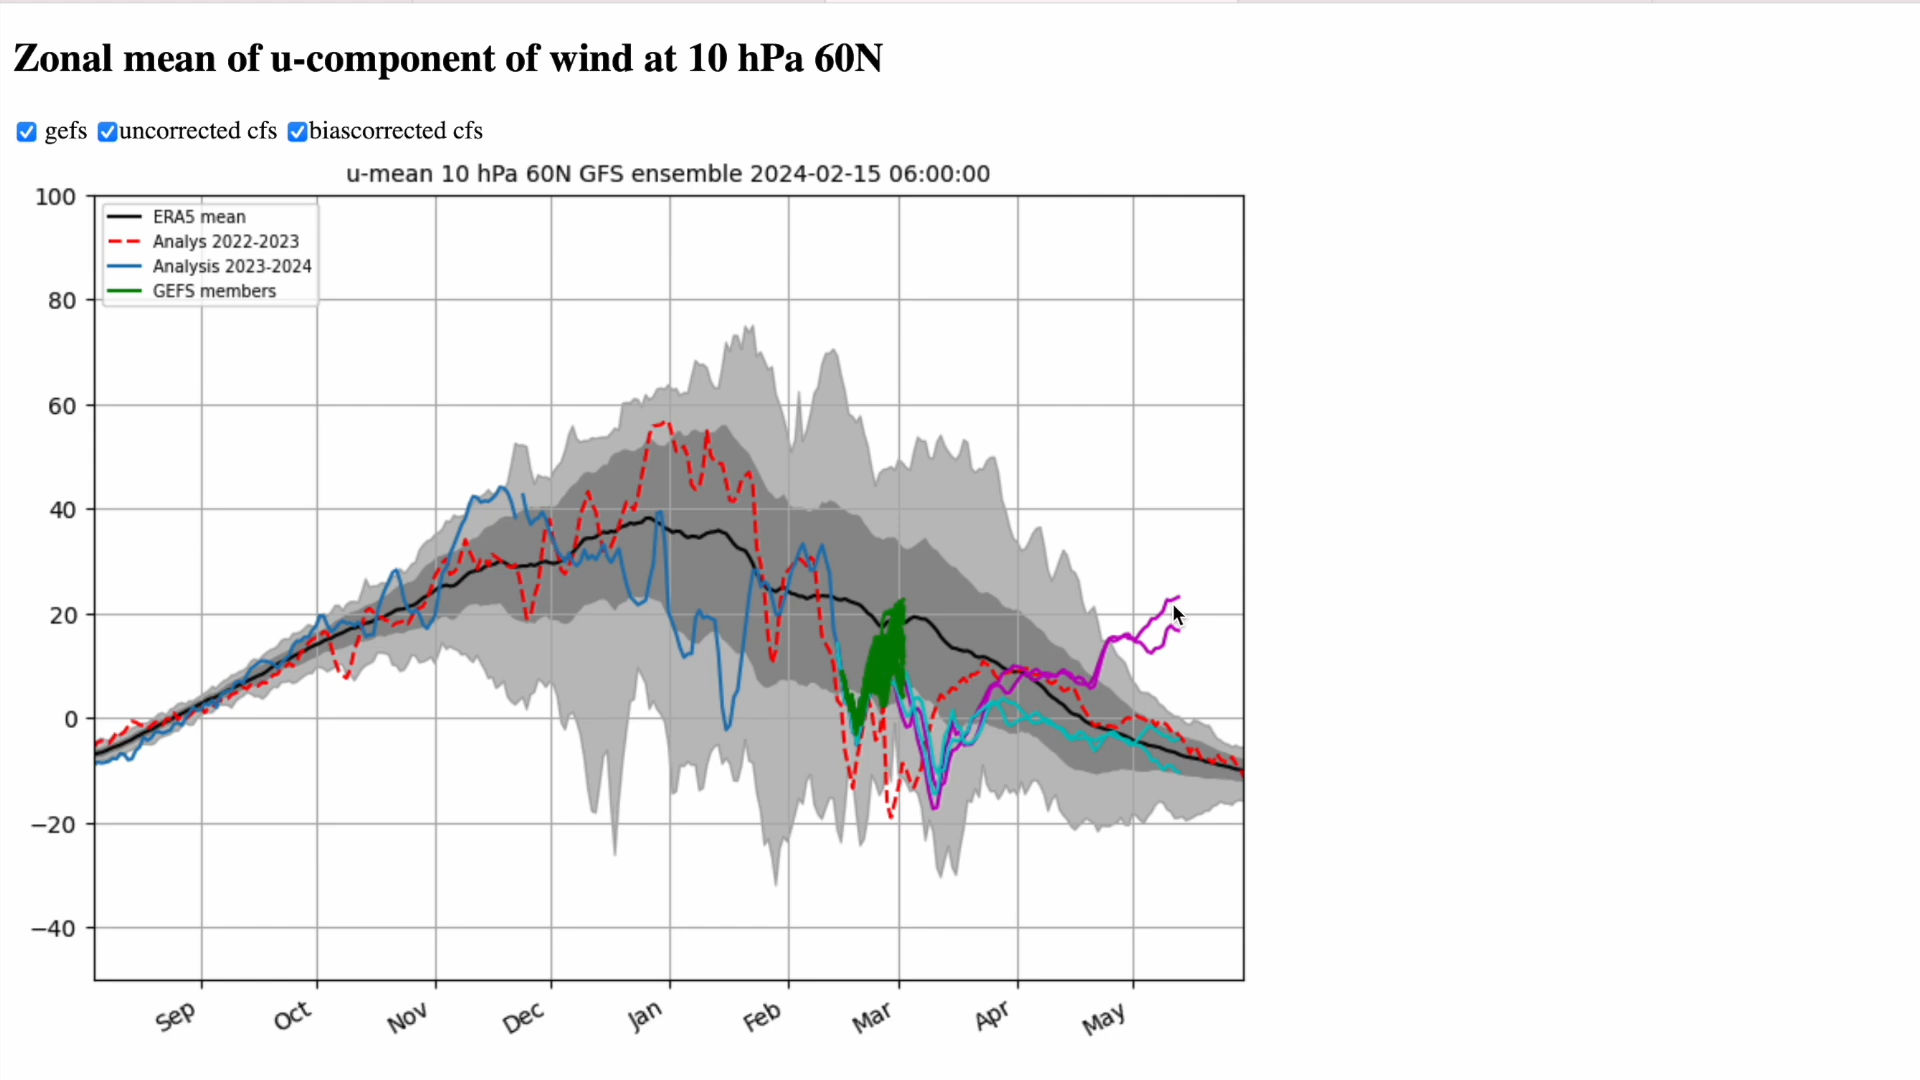 Zonal mean of u-component of wind at 10 hPa 60N
gefs uncorrected cfs biascorrected cfs
u-mean 10 hPa 60N GFS ensemble 2024-02-15 06:00:00
100
80
60
40
20
0
−20
−40
ERA5 mean
Analys 2022-2023
Analysis 2023-2024
GEFS members
Sep Oct Nov Dec Jan Feb Mar Apr May